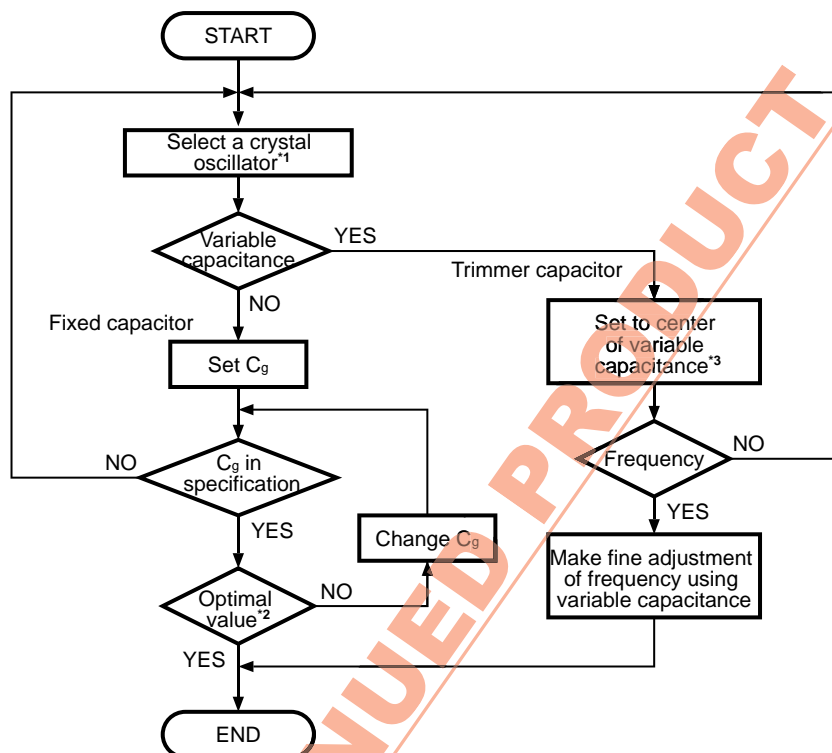 START
Select a crystal
oscillator*1
Variable
capacitance
YES
Trimmer capacitor
NO
Fixed capacitor
Set Cg
Set to center
of variable
capacitance*3
NO
Cg in
specification
YES
Frequency
NO
YES
Change Cg
Make fine adjustment
of frequency using
variable capacitance
Optimal
value*2
NO
YES
END
NUED PRODUCT